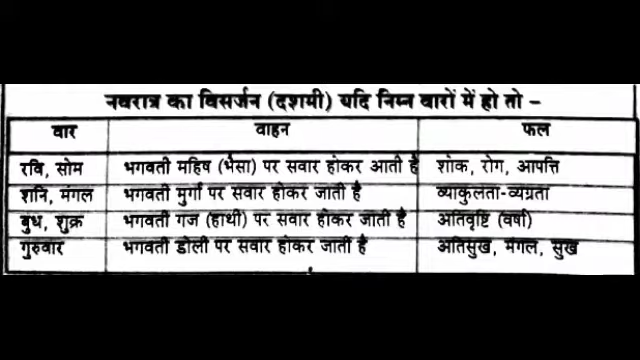 नवरात्र का विसर्जन (दशमी) यदि निम्न वारों में हो तो -
वार वाहन फल
रवि, सोम भगवती महिष (भैसा) पर सवार होकर आती है शोक, रोग, आपत्ति
शनि, मंगल भगवती मुर्गा पर सवार होकर जाती है व्याकुलता-व्यग्रता
बुध, शुक्र भगवती गज (हाथी) पर सवार होकर जाती है अतिवृष्टि (वर्षा)
गुरुवार भगवती डोली पर सवार होकर जाती है अतिसुख, मंगल, सुख